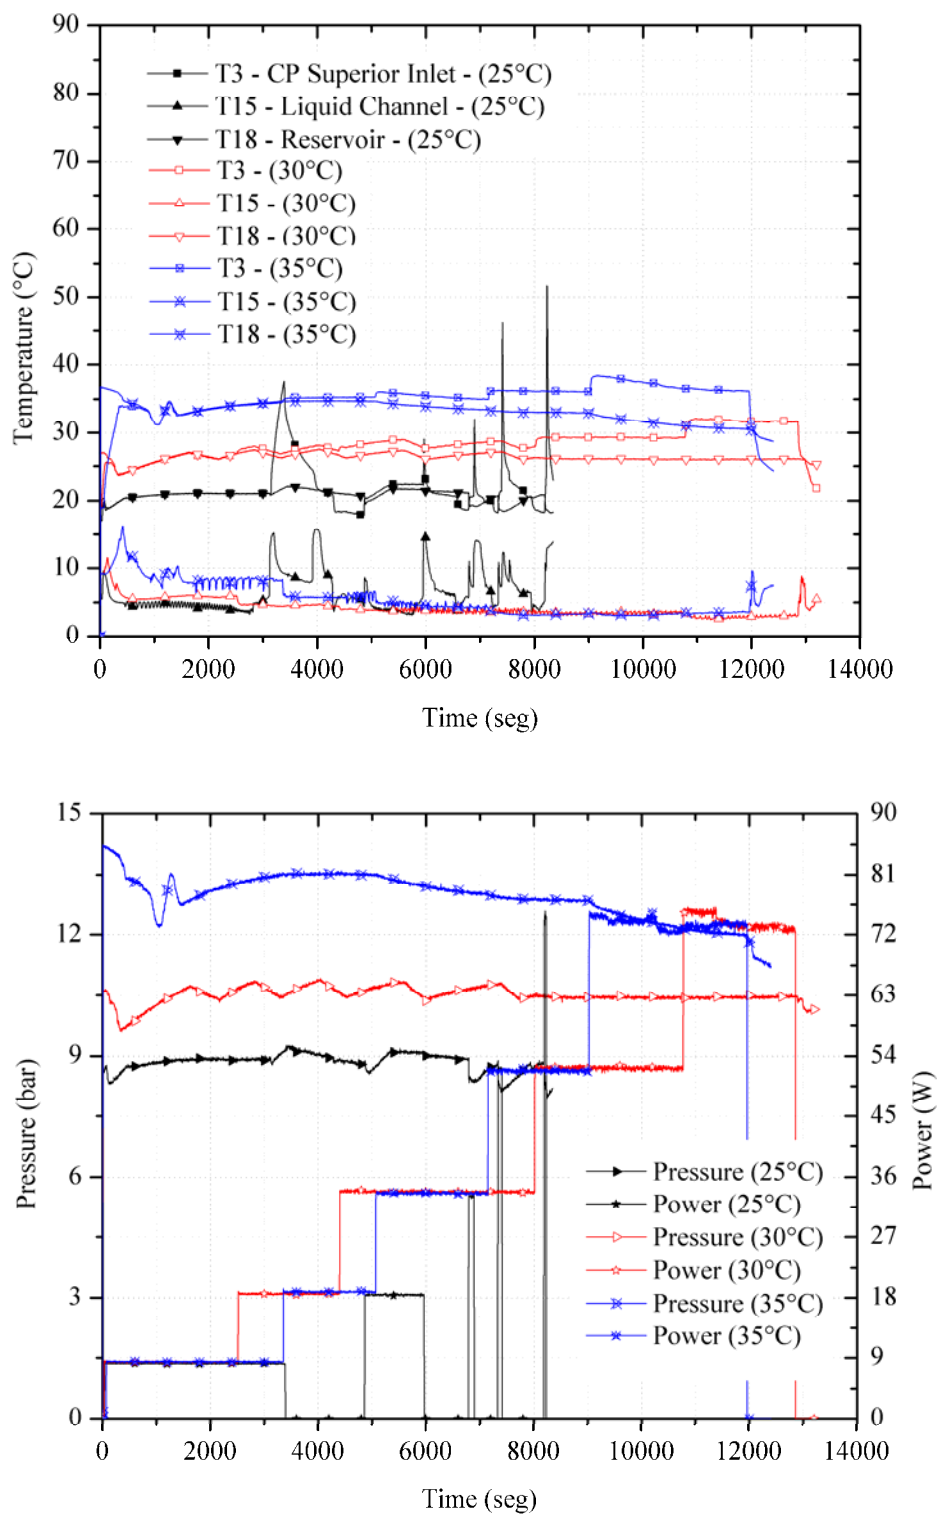 90
80
70
60
50
40
30
20
10
0
Temperature (°C)
T3 - CP Superior Inlet - (25°C)
T15 - Liquid Channel - (25°C)
T18 - Reservoir - (25°C)
T3 - (30°C)
T15 - (30°C)
T18 - (30°C)
T3 - (35°C)
T15 - (35°C)
T18 - (35°C)
0 2000 4000 6000 8000 10000 12000 14000
Time (seg)
15
12
9
6
3
0
Pressure (bar)
90
81
72
63
54
45
36
27
18
9
0
Power (W)
Pressure (25°C)
Power (25°C)
Pressure (30°C)
Power (30°C)
Pressure (35°C)
Power (35°C)
0 2000 4000 6000 8000 10000 12000 14000
Time (seg)